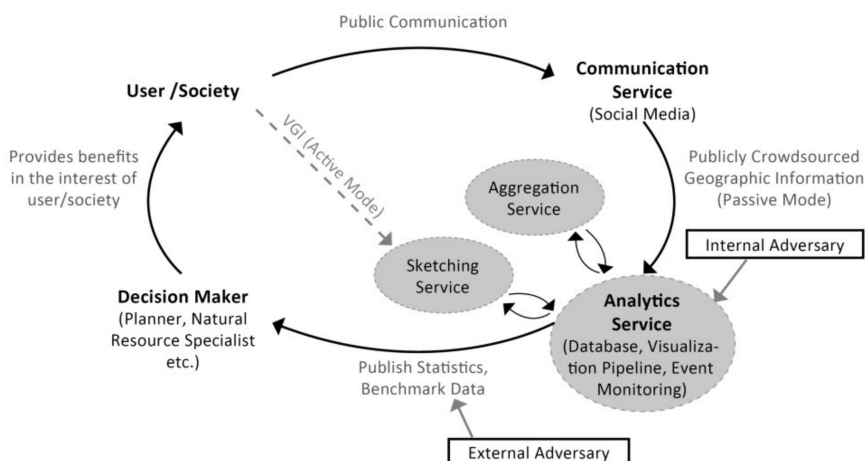 Public Communication
User /Society
Communication
Service
(Social Media)
VGI (Active Mode)
Provides benefits
in the interest of
user/society
Publicly Crowdsourced
Geographic Information
(Passive Mode)
Aggregation
Service
Internal Adversary
Sketching
Service
Decision Maker
(Planner, Natural
Resource Specialist
etc.)
Analytics
Service
(Database, Visualiza-
tion Pipeline, Event
Monitoring)
Publish Statistics,
Benchmark Data
External Adversary